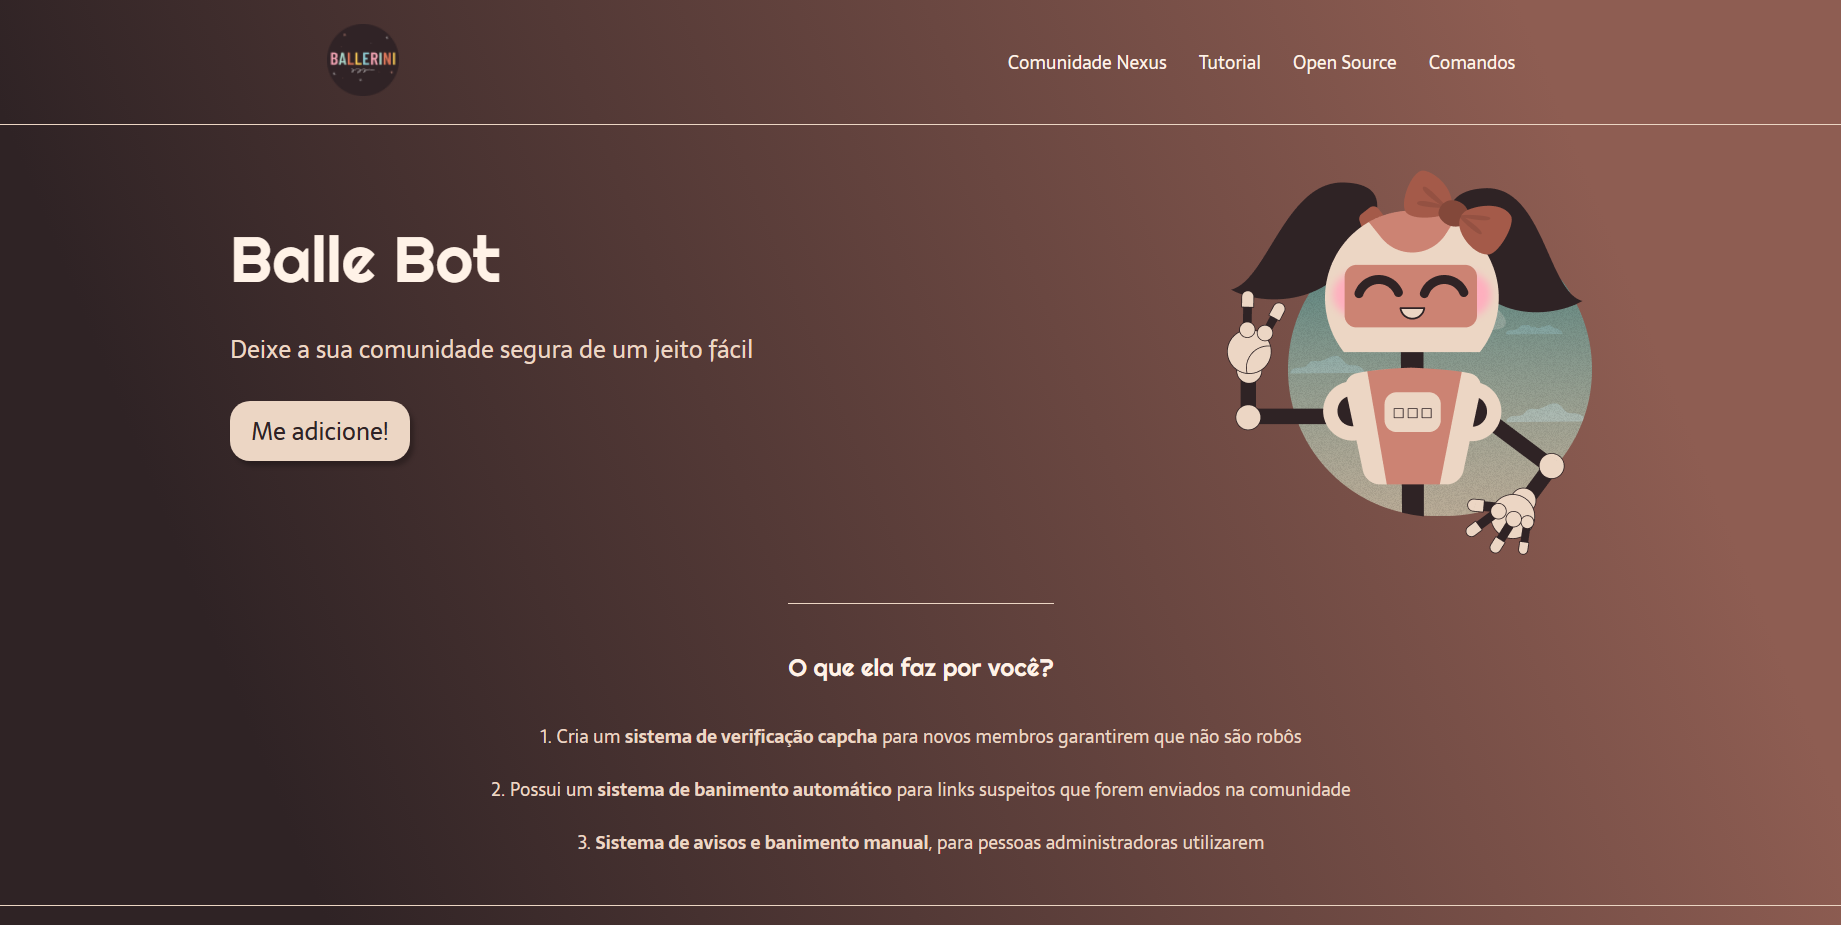 BALLERINI
Comunidade Nexus Tutorial Open Source Comandos
Balle Bot
Deixe a sua comunidade segura de um jeito fácil
Me adicione!
O que ela faz por você?
1. Cria um sistema de verificação capcha para novos membros garantirem que não são robôs
2. Possui um sistema de banimento automático para links suspeitos que forem enviados na comunidade
3. Sistema de avisos e banimento manual, para pessoas administradoras utilizarem